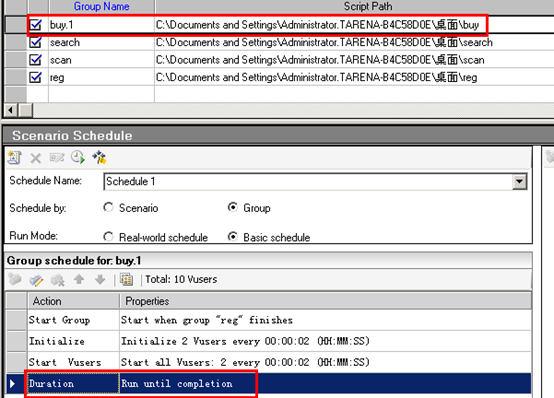 Group Name Script Path
buy.1 C:\Documents and Settings\Administrator.TARENA-B4C58D0E\桌面\buy
search C:\Documents and Settings\Administrator.TARENA-B4C58D0E\桌面\search
scan C:\Documents and Settings\Administrator.TARENA-B4C58D0E\桌面\scan
reg C:\Documents and Settings\Administrator.TARENA-B4C58D0E\桌面\reg
Scenario Schedule
Schedule Name: Schedule 1
Schedule by: Scenario Group
Run Mode: Real-world schedule Basic schedule
Group schedule for: buy.1
Total: 10 Vusers
Action Properties
Start Group Start when group "reg" finishes
Initialize Initialize 2 Vusers every 00:00:02 (HH:MM:SS)
Start Vusers Start all Vusers: 2 every 00:00:02 (HH:MM:SS)
Duration Run until completion